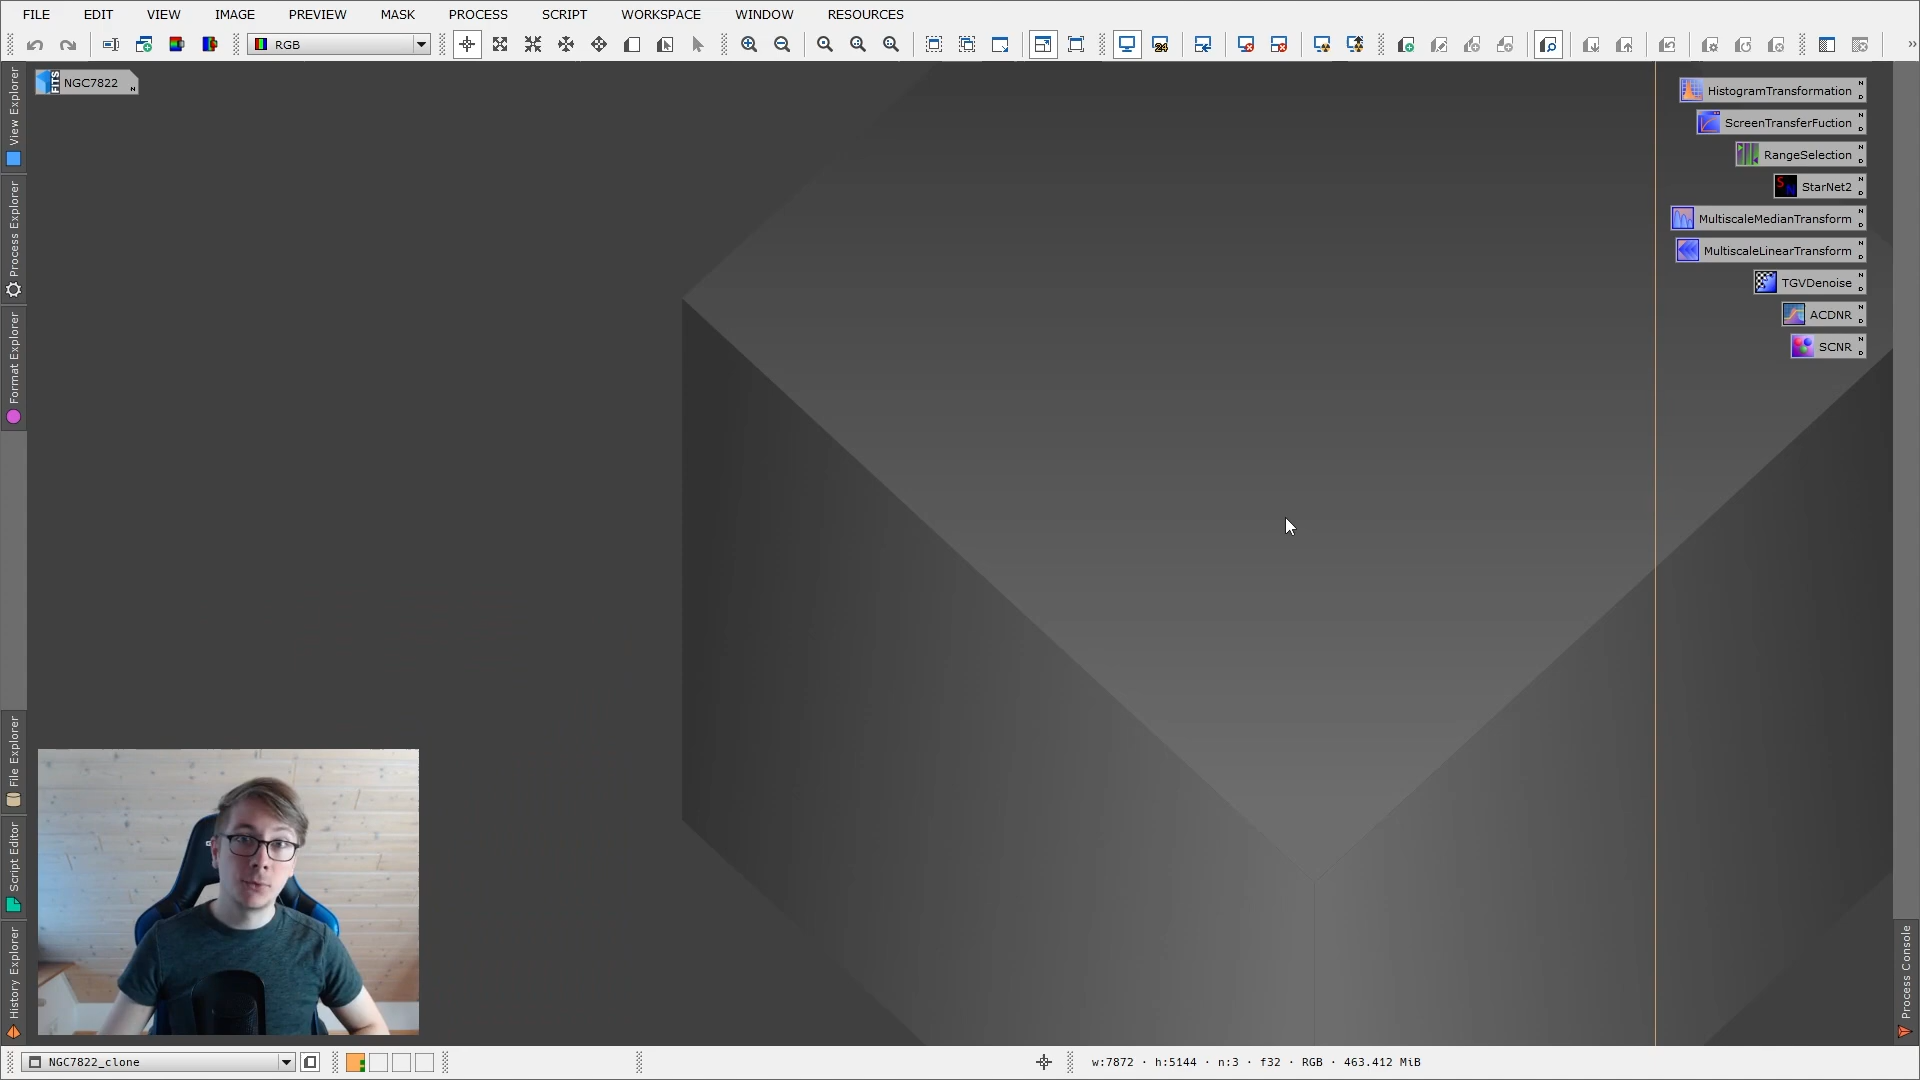 FILE EDIT VIEW IMAGE PREVIEW MASK PROCESS SCRIPT WORKSPACE WINDOW RESOURCES
RGB
24
View Explorer
Process Explorer
Format Explorer
File Explorer
Script Editor
History Explorer
FITS NGC7822 N
HistogramTransformation N D
ScreenTransferFuction N D
RangeSelection N D
S N StarNet2 N D
MultiscaleMedianTransform N D
MultiscaleLinearTransform N D
TGVDenoise N D
ACDNR N D
SCNR N D
Process Console
NGC7822_clone
w:7872 · h:5144 · n:3 · f32 · RGB · 463.412 MiB